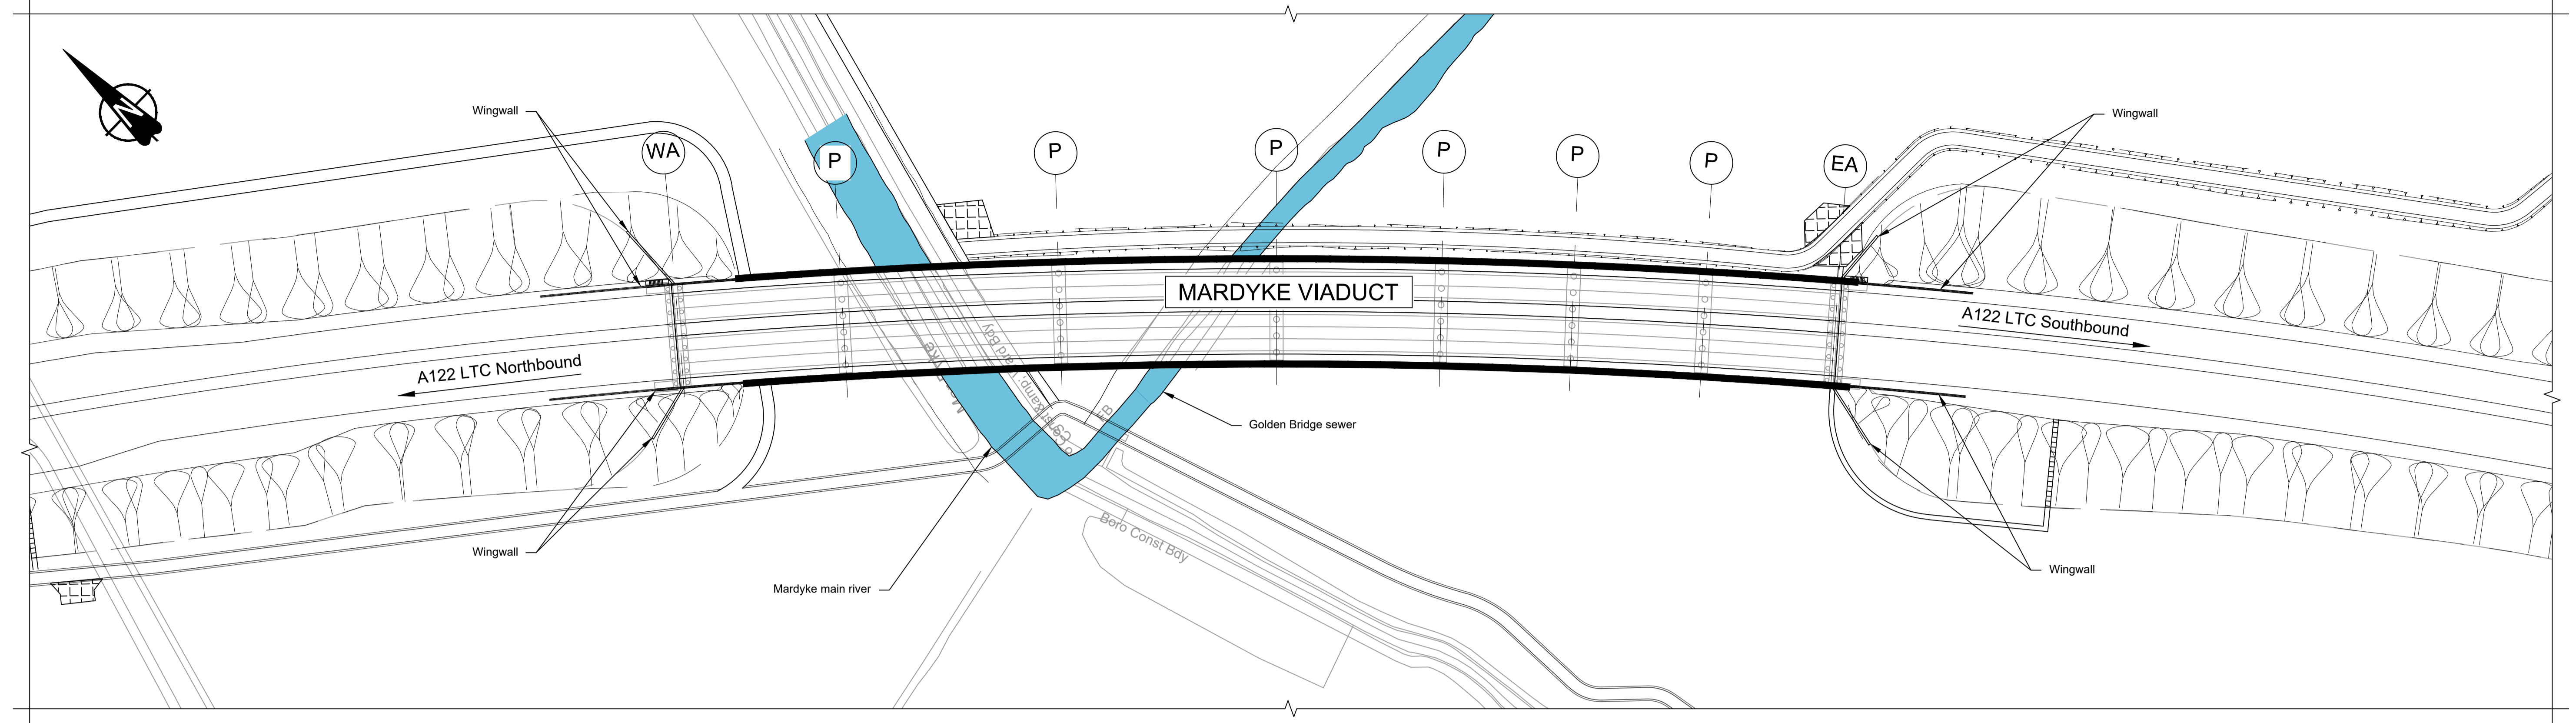 Wingwall
Wingwall
WA
P
P
P
P
P
P
EA
MARDYKE VIADUCT
A122 LTC Southbound
A122 LTC Northbound
FB
Golden Bridge sewer
Boro Const Bdy
Wingwall
Wingwall
Mardyke main river